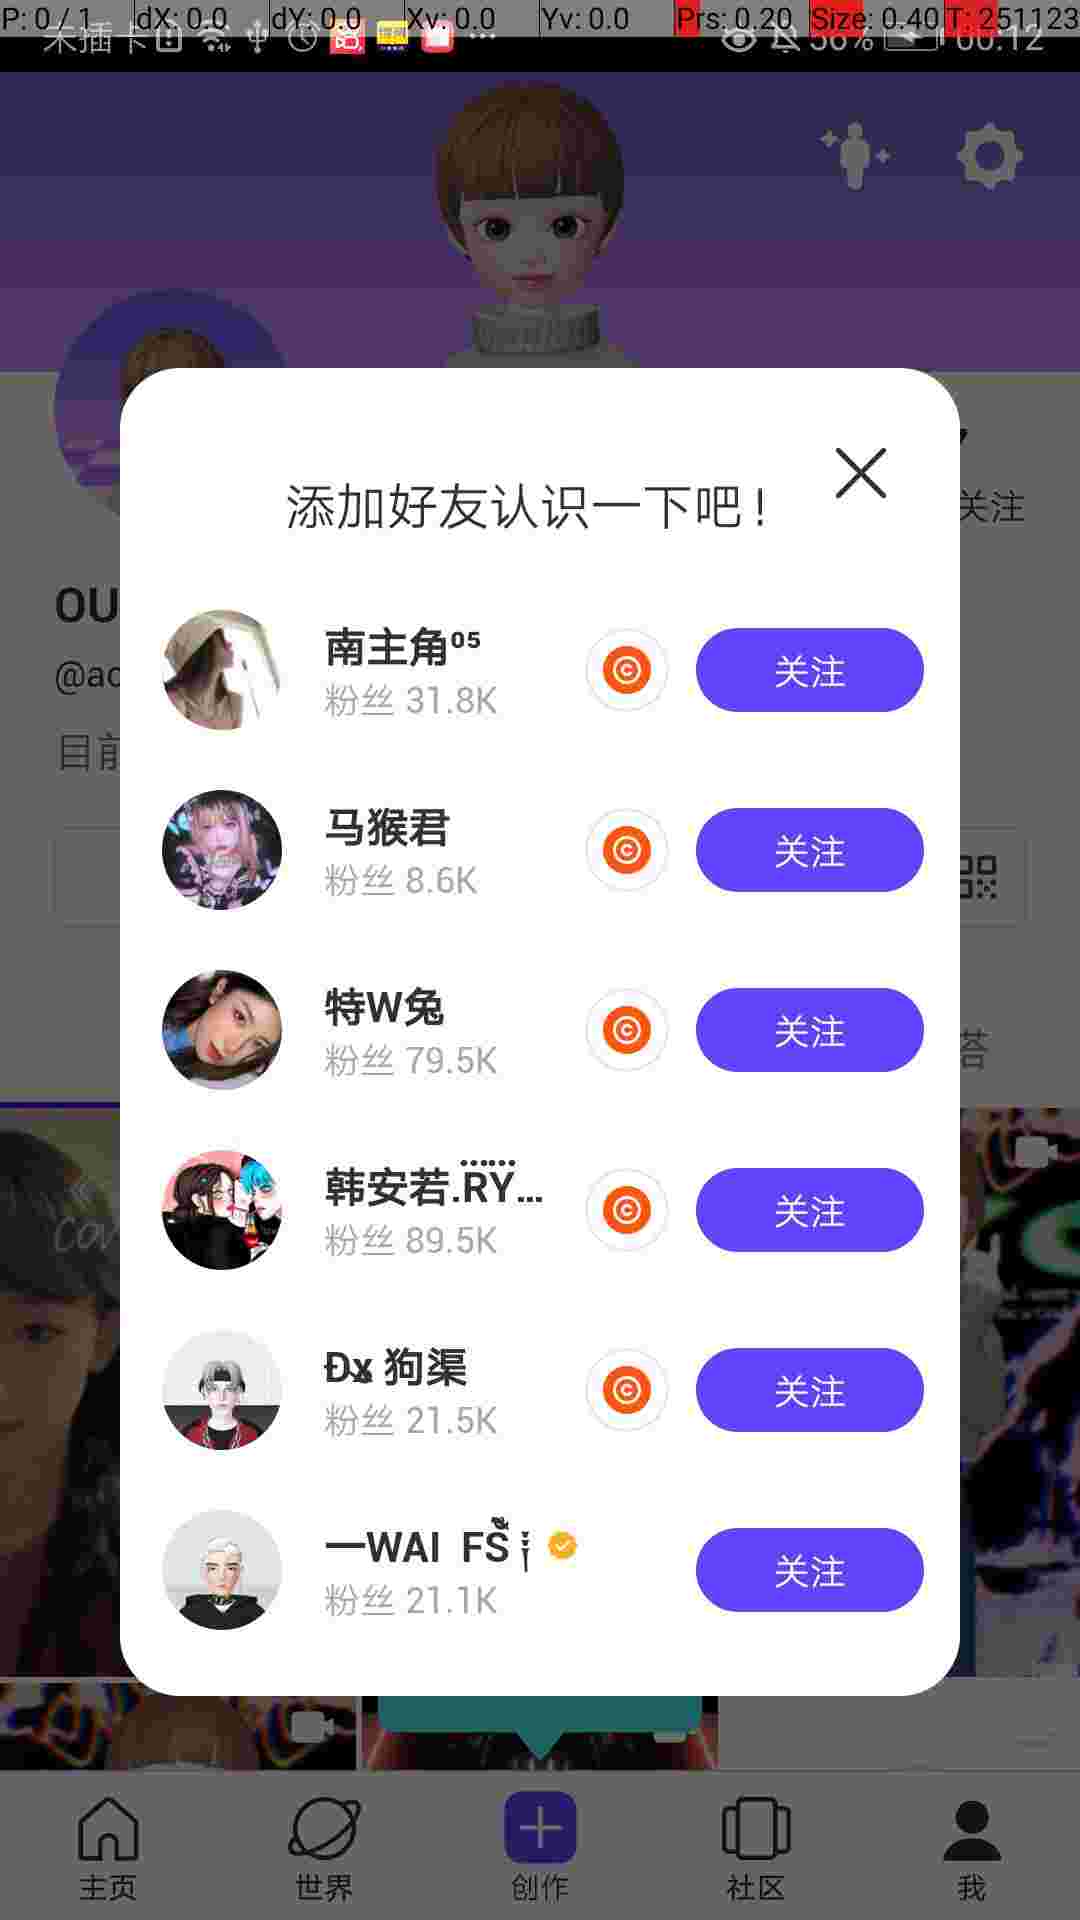 P: 0 / 1 dX: 0.0 dY: 0.0 Xv: 0.0 Yv: 0.0 Prs: 0.20 Size: 0.40 T: 251123
未插卡 56% 00:12
添加好友认识一下吧!
关注
OU
@ac
目前
南主角⁰⁵
粉丝 31.8K
关注
马猴君
粉丝 8.6K
关注
特W兔
粉丝 79.5K
关注
答
韩安若.RY...
粉丝 89.5K
关注
Cov
狗渠
粉丝 21.5K
关注
一WAI FS
粉丝 21.1K
关注
主页
世界
创作
社区
我